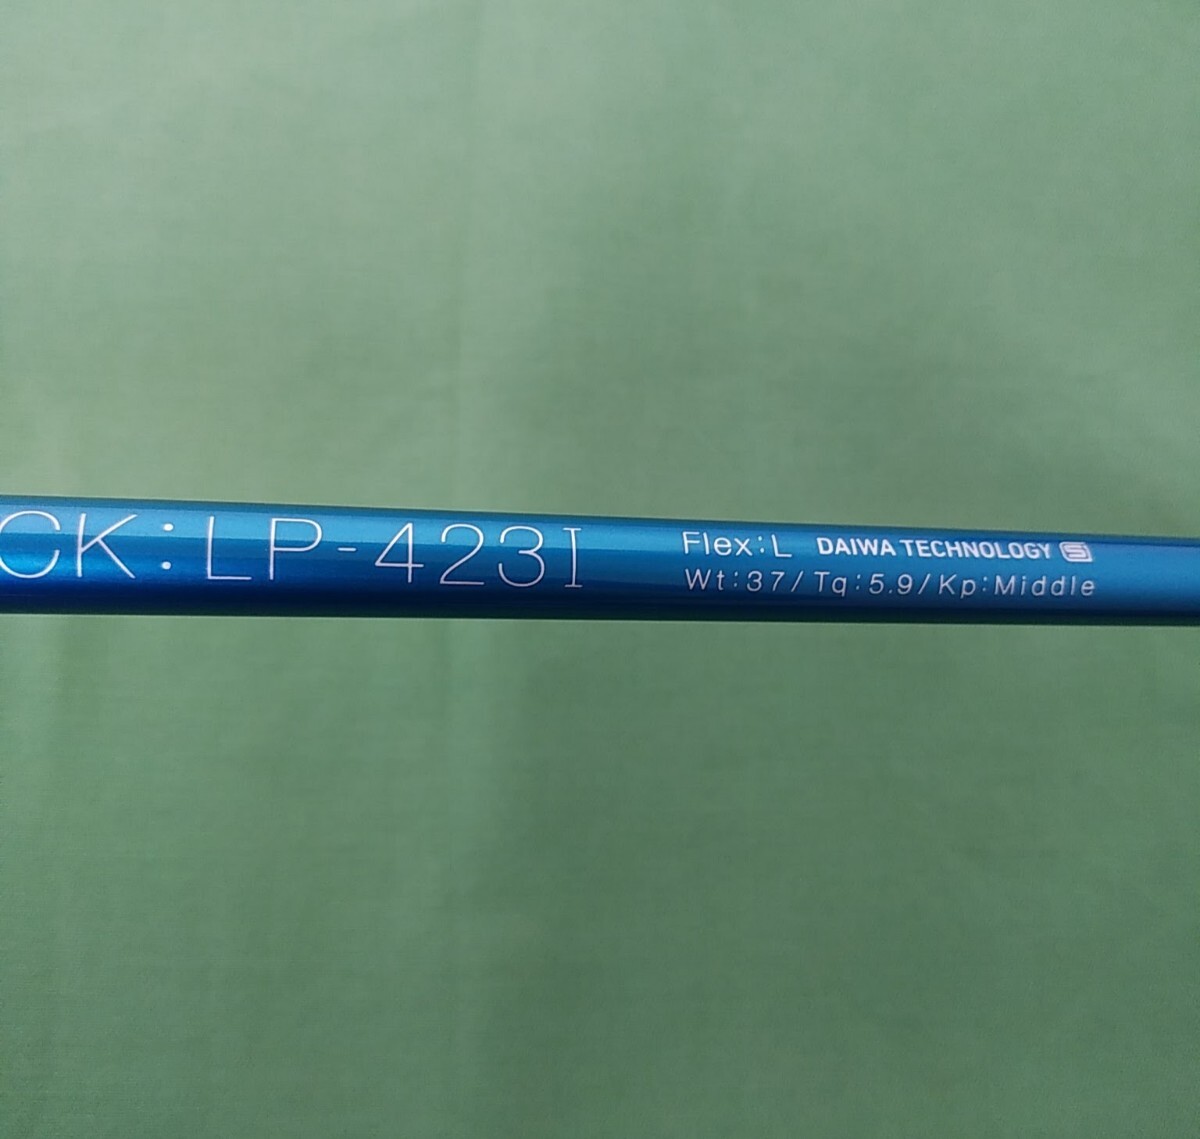 CK:LP-423I
Flex:L DAIWA TECHNOLOGY S
Wt:37/Tq:5.9/Kp:Middle